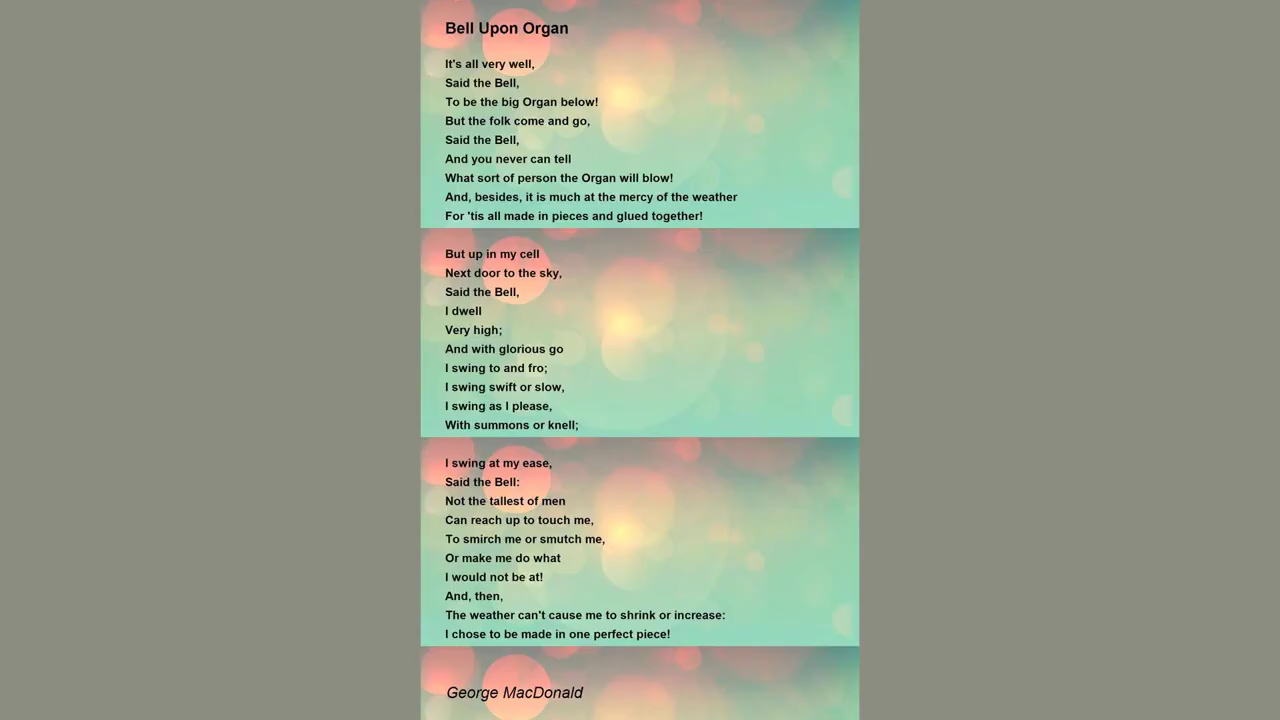 Bell Upon Organ
It's all very well,
Said the Bell,
To be the big Organ below!
But the folk come and go,
Said the Bell,
And you never can tell
What sort of person the Organ will blow!
And, besides, it is much at the mercy of the weather
For 'tis all made in pieces and glued together!
But up in my cell
Next door to the sky,
Said the Bell,
I dwell
Very high;
And with glorious go
I swing to and fro;
I swing swift or slow,
I swing as I please,
With summons or knell;
I swing at my ease,
Said the Bell:
Not the tallest of men
Can reach up to touch me,
To smirch me or smutch me,
Or make me do what
I would not be at!
And, then,
The weather can't cause me to shrink or increase:
I chose to be made in one perfect piece!
George MacDonald